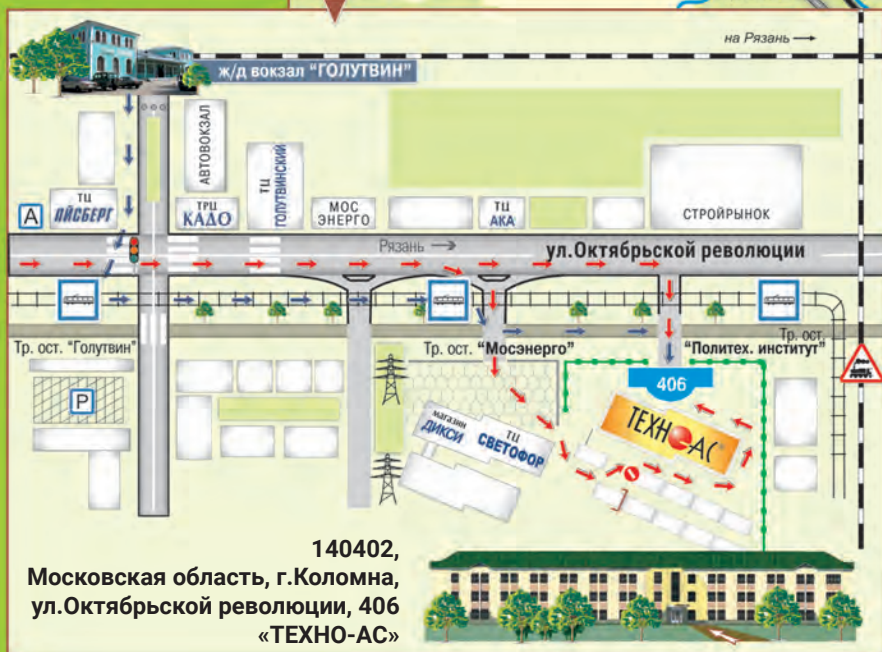 на Рязань
ж/д вокзал "ГОЛУТВИН"
АВТОВОКЗАЛ
ТЦ
ГОЛУТВИНСКИЙ
А
ТЦ
АЙСБЕРГ
ТРЦ
КАДО
МОС
ЭНЕРГО
ТЦ
АКА
СТРОЙРЫНОК
Рязань
ул.Октябрьской революции
Тр. ост. "Голутвин"
Тр. ост. "Мосэнерго"
Тр. ост.
"Политех. институт"
P
406
магазин
ДИКСИ
ТЦ
СВЕТОФОР
ТЕХНО-АС®
140402,
Московская область, г.Коломна,
ул.Октябрьской революции, 406
«ТЕХНО-АС»